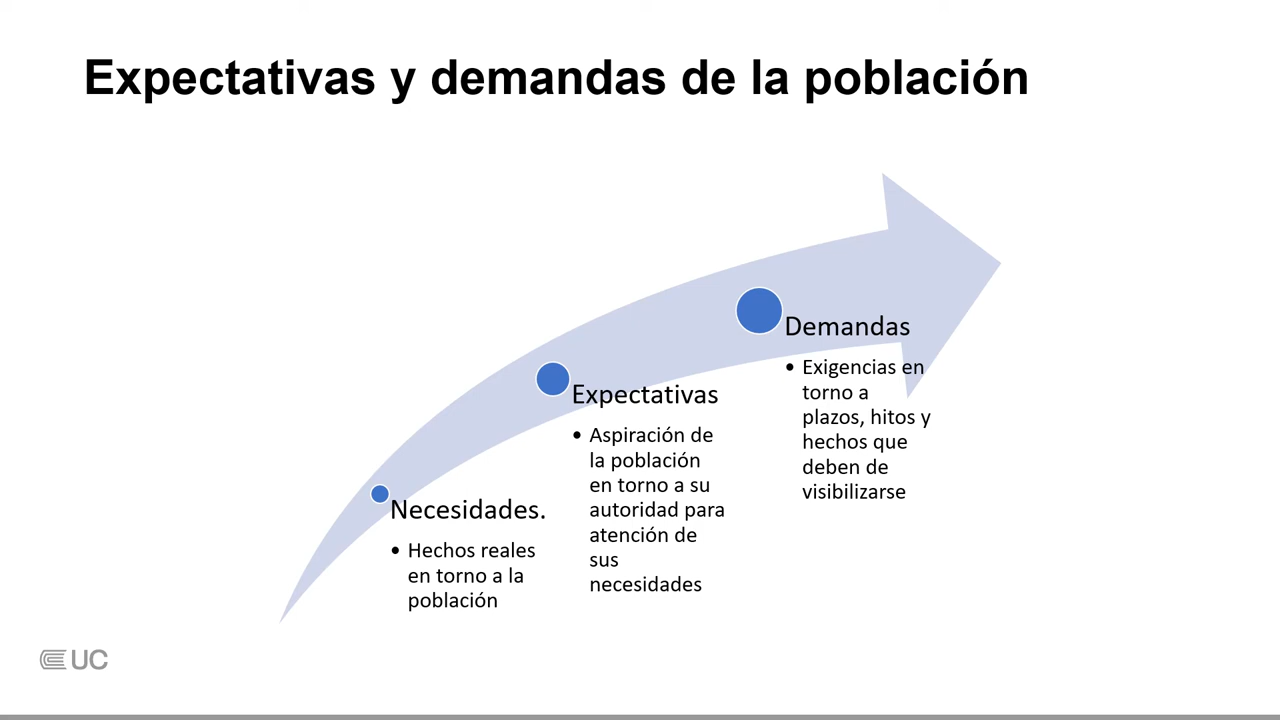 Expectativas y demandas de la población
Necesidades.
• Hechos reales
en torno a la
población
Expectativas
• Aspiración de
la población
en torno a su
autoridad para
atención de
sus
necesidades
Demandas
• Exigencias en
torno a
plazos, hitos y
hechos que
deben de
visibilizarse
UC